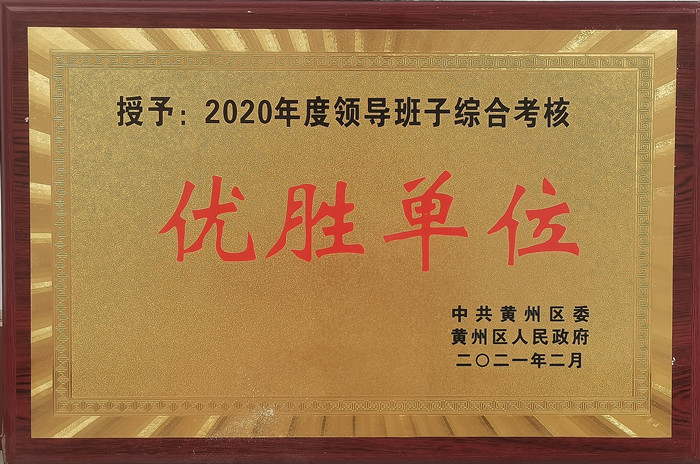 授予：2020年度领导班子综合考核
优胜单位
中共黄州区委
黄州区人民政府
二〇二一年二月